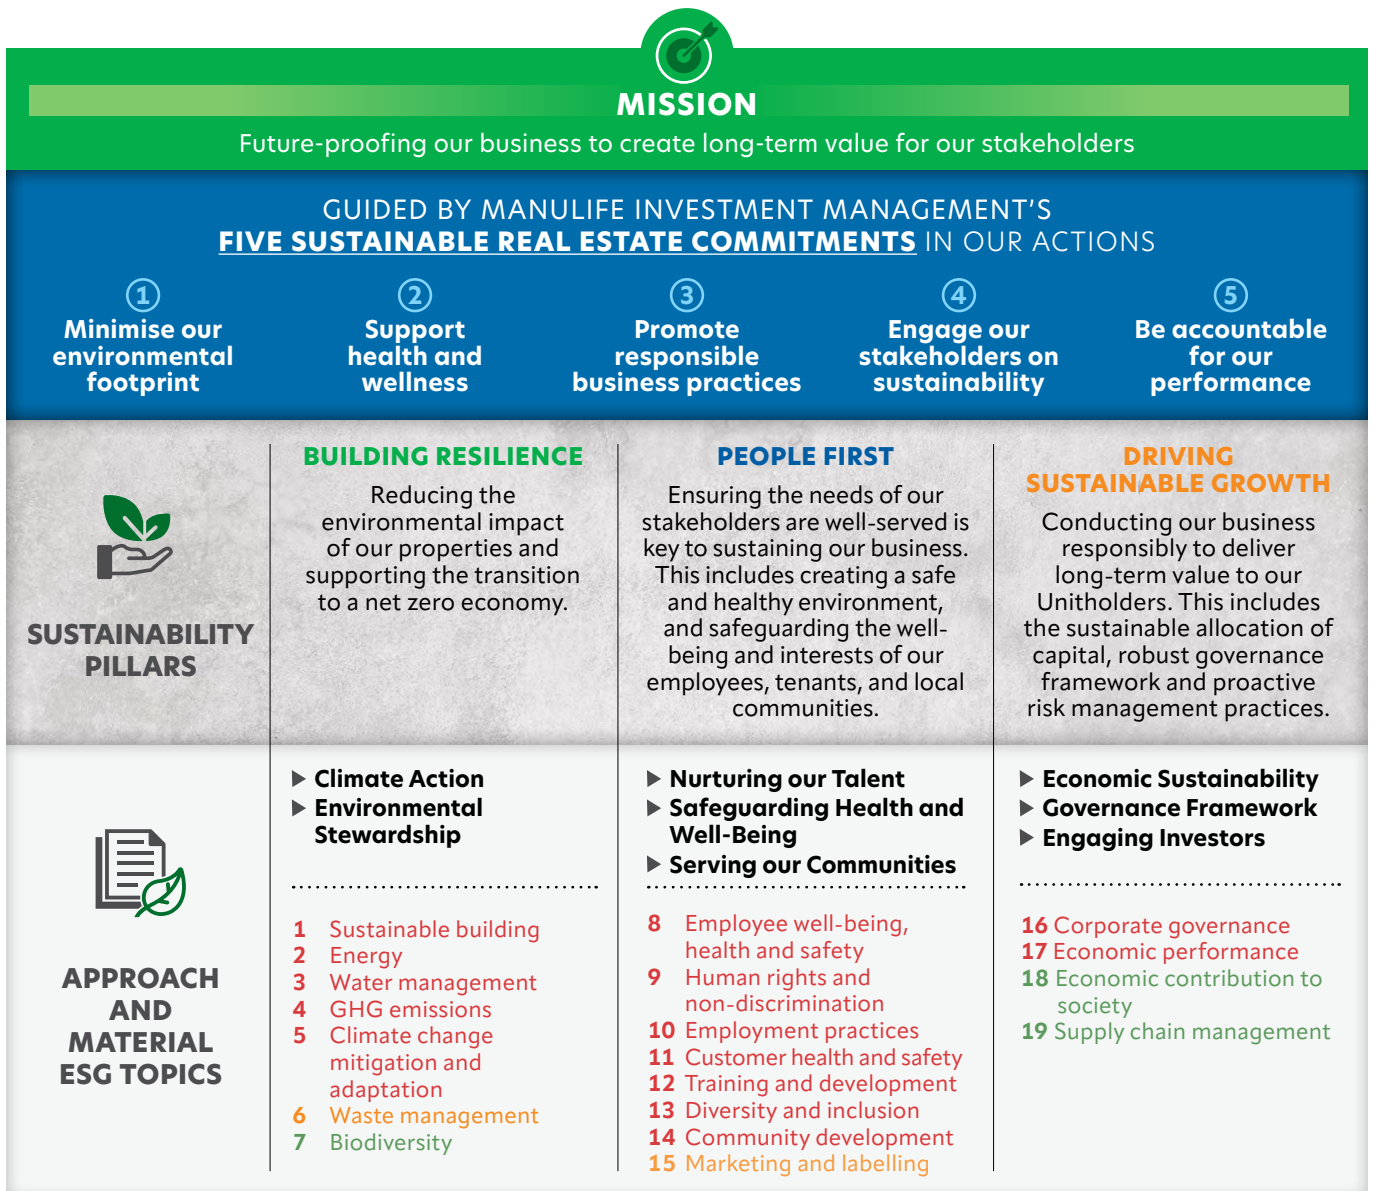 MISSION
Future-proofing our business to create long-term value for our stakeholders
GUIDED BY MANULIFE INVESTMENT MANAGEMENT'S
FIVE SUSTAINABLE REAL ESTATE COMMITMENTS IN OUR ACTIONS
1
Minimise our
environmental
footprint
2
Support
health and
wellness
3
Promote
responsible
business practices
4
Engage our
stakeholders on
sustainability
5
Be accountable
for our
performance
SUSTAINABILITY
PILLARS
BUILDING RESILIENCE
Reducing the
environmental impact
of our properties and
supporting the transition
to a net zero economy.
PEOPLE FIRST
Ensuring the needs of our
stakeholders are well-served is
key to sustaining our business.
This includes creating a safe
and healthy environment,
and safeguarding the well-
being and interests of our
employees, tenants, and local
communities.
DRIVING
SUSTAINABLE GROWTH
Conducting our business
responsibly to deliver
long-term value to our
Unitholders. This includes
the sustainable allocation of
capital, robust governance
framework and proactive
risk management practices.
APPROACH
AND
MATERIAL
ESG TOPICS
Climate Action
Environmental
Stewardship
1 Sustainable building
2 Energy
3 Water management
4 GHG emissions
5 Climate change
mitigation and
adaptation
6 Waste management
7 Biodiversity
Nurturing our Talent
Safeguarding Health and
Well-Being
Serving our Communities
8 Employee well-being,
health and safety
9 Human rights and
non-discrimination
10 Employment practices
11 Customer health and safety
12 Training and development
13 Diversity and inclusion
14 Community development
15 Marketing and labelling
Economic Sustainability
Governance Framework
Engaging Investors
16 Corporate governance
17 Economic performance
18 Economic contribution to
society
19 Supply chain management